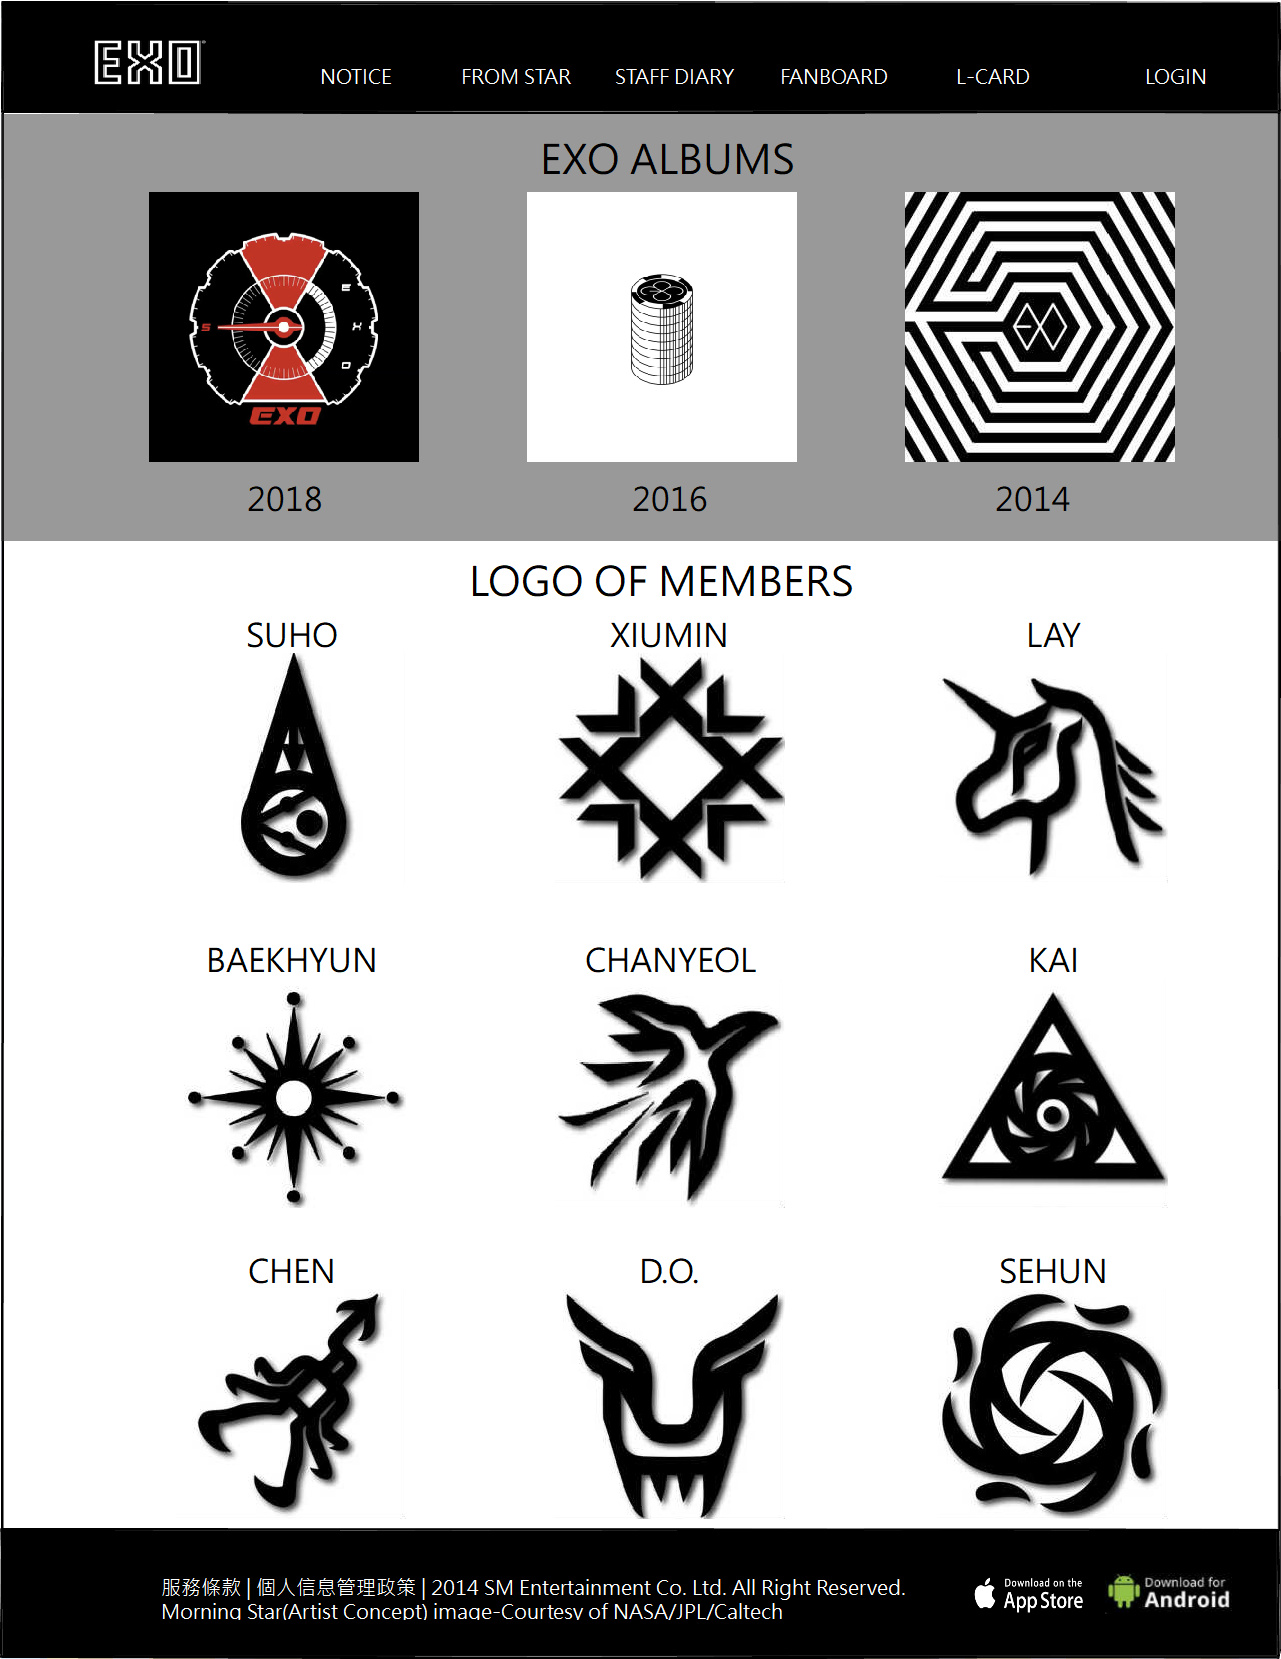 EXO
NOTICE FROM STAR STAFF DIARY FANBOARD L-CARD LOGIN
EXO ALBUMS
S E X O
EXO
EXO
2018 2016 2014
LOGO OF MEMBERS
SUHO XIUMIN LAY
BAEKHYUN CHANYEOL KAI
CHEN D.O. SEHUN
服務條款 | 個人信息管理政策 | 2014 SM Entertainment Co. Ltd. All Right Reserved.
Morning Star(Artist Concept) image-Courtesy of NASA/JPL/Caltech
Download on the
App Store
Download for
Android